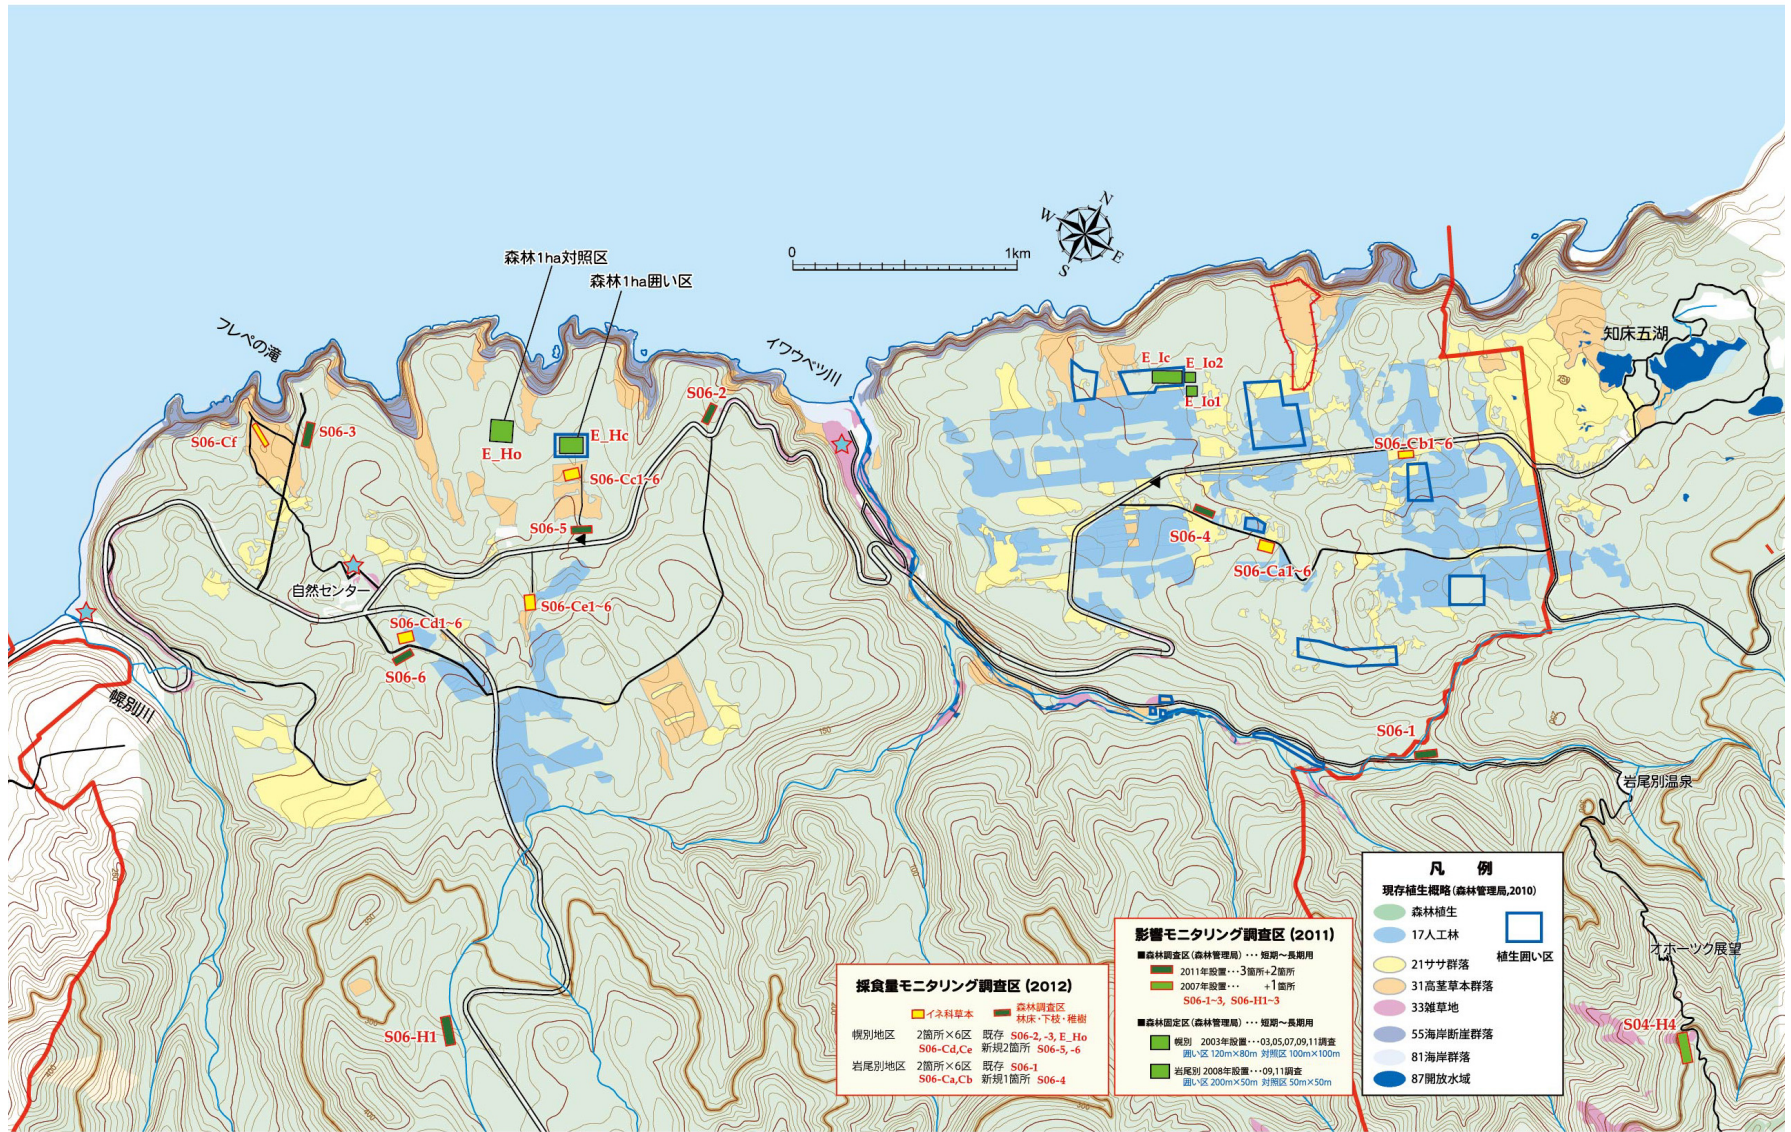 森林1ha対照区
森林1ha囲い区
フレペの滝
イワウベツ川
0
1km
N
W
E
S
知床五湖
S06-Cf
S06-3
E_Ho
E_Hc
S06-Cc1~6
S06-2
S06-5
E_Ic
E_Io2
E_Io1
S06-Cb1~6
S06-4
S06-Ca1~6
自然センター
S06-Ce1~6
S06-Cd1~6
S06-6
幌別川
S06-1
岩尾別温泉
オホーツク展望
S04-H4
S06-H1
採食量モニタリング調査区 (2012)
イネ科草本
森林調査区
林床・下枝・稚樹
幌別地区 2箇所×6区 既存 S06-2, -3, E_Ho
S06-Cd,Ce 新規2箇所 S06-5, -6
岩尾別地区 2箇所×6区 既存 S06-1
S06-Ca,Cb 新規1箇所 S06-4
影響モニタリング調査区 (2011)
■森林調査区(森林管理局)・・・短期～長期用
2011年設置・・・3箇所+2箇所
2007年設置・・・ +1箇所
S06-1~3, S06-H1~3
■森林固定区(森林管理局)・・・短期～長期用
幌別 2003年設置・・・03,05,07,09,11調査
囲い区 120m×80m 対照区 100m×100m
岩尾別 2008年設置・・・09,11調査
囲い区 200m×50m 対照区 50m×50m
凡 例
現存植生概略(森林管理局,2010)
森林植生
17人工林
21ササ群落
31高茎草本群落
33雑草地
55海岸断崖群落
81海岸群落
87開放水域
植生囲い区